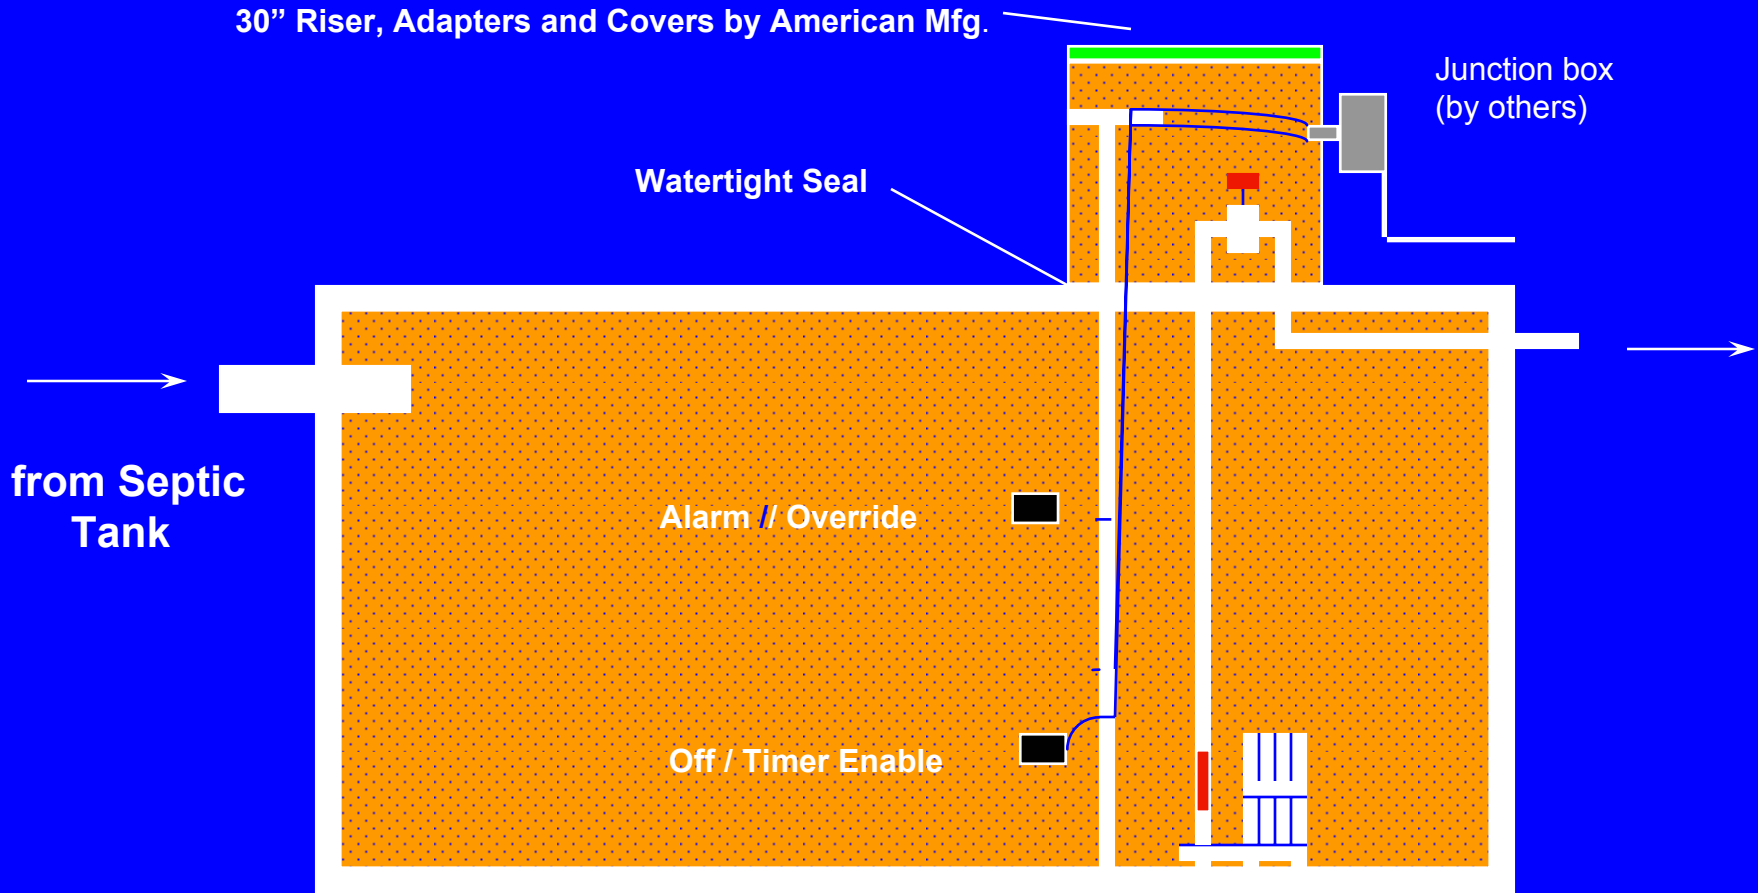 30” Riser, Adapters and Covers by American Mfg.
Junction box
(by others)
Watertight Seal
from Septic
Tank
Alarm // Override
Off / Timer Enable